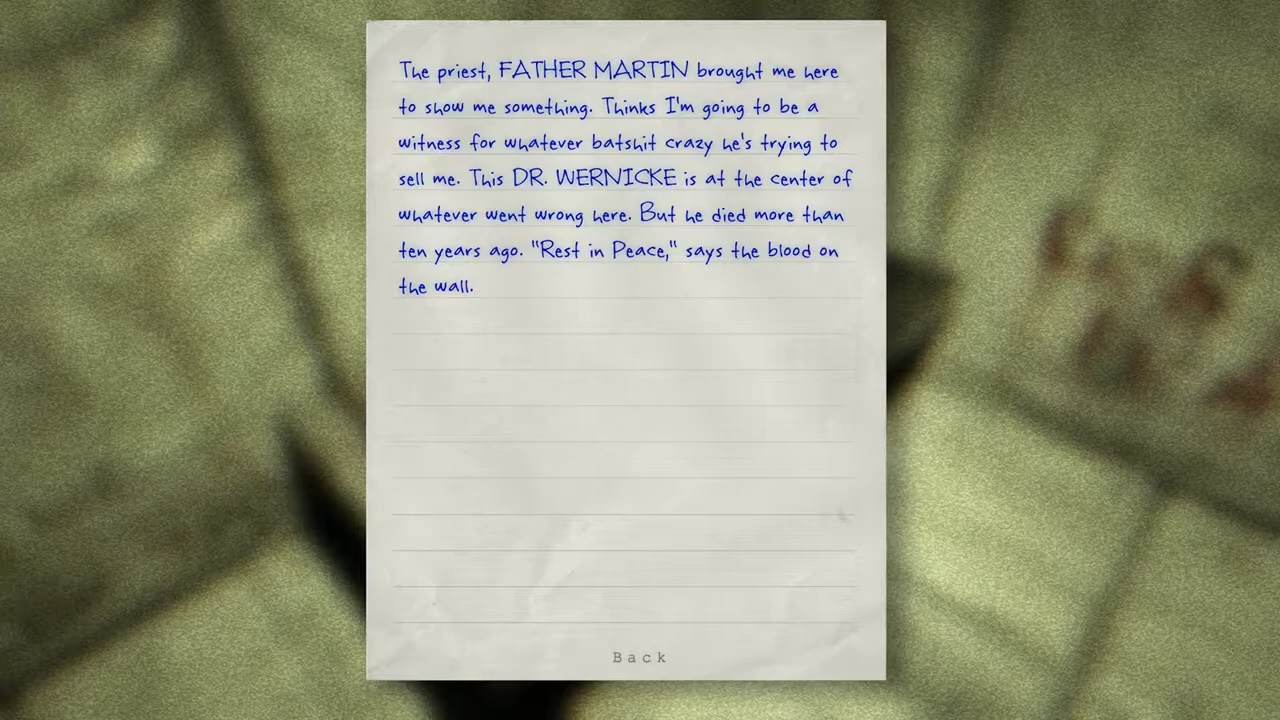 The priest, FATHER MARTIN brought me here
to show me something. Thinks I'm going to be a
witness for whatever batshit crazy he's trying to
sell me. This DR. WERNICKE is at the center of
whatever went wrong here. But he died more than
ten years ago. "Rest in Peace," says the blood on
the wall.
Back